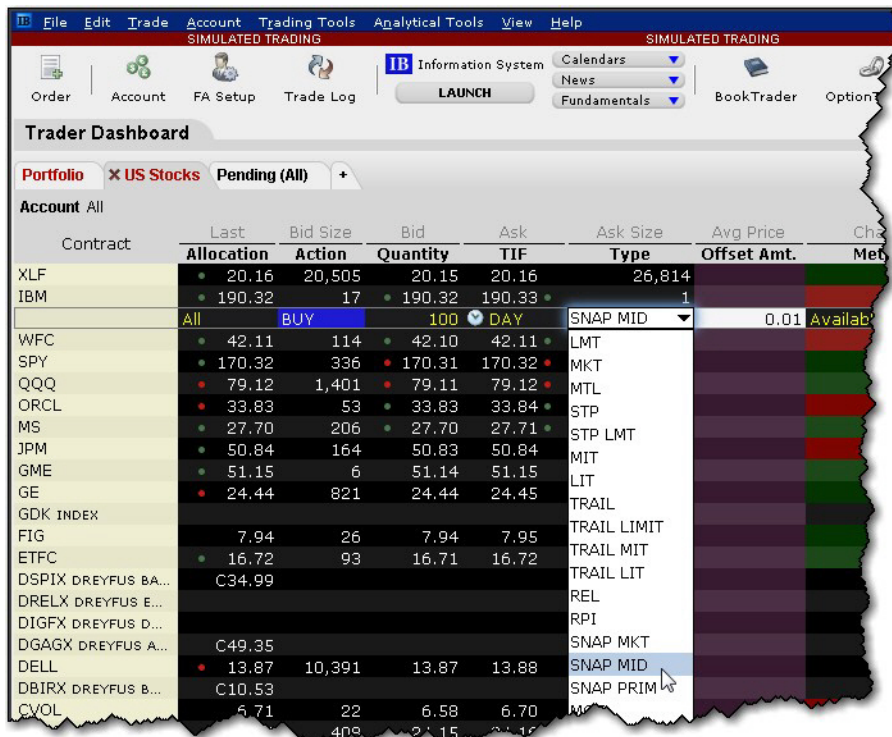 IB File Edit Trade Account Trading Tools Analytical Tools View Help
SIMULATED TRADING SIMULATED TRADING
IB Information System Calendars
News
Order Account FA Setup Trade Log LAUNCH Fundamentals BookTrader
Trader Dashboard
Portfolio US Stocks Pending (All) +
Account All
Contract Last Bid Size Bid Ask Ask Size Avg Price
Allocation Action Quantity TIF Type Offset Amt.
XLF 20.16 20,505 20.15 20.16 26,814
IBM 190.32 17 190.32 190.33 1
All BUY 100 DAY SNAP MID 0.01
WFC 42.11 114 42.10 42.11 LMT
SPY 170.32 336 170.31 170.32 MKT
QQQ 79.12 1,401 79.11 79.12 MTL
ORCL 33.83 53 33.83 33.84 STP
MS 27.70 206 27.70 27.71 STP LMT
JPM 50.84 164 50.83 50.84 MIT
GME 51.15 6 51.14 51.15 LIT
GE 24.44 821 24.44 24.45 TRAIL
GDK INDEX TRAIL LIMIT
FIG 7.94 26 7.94 7.95 TRAIL MIT
ETFC 16.72 93 16.71 16.72 TRAIL LIT
DSPIX DREYFUS BA... C34.99 REL
DRELX DREYFUS E... RPI
DIGFX DREYFUS D... SNAP MKT
DGAGX DREYFUS A... C49.35
DELL 13.87 10,391 13.87 13.88 SNAP MID
DBIRX DREYFUS B... C10.53 SNAP PRIM
CVOL 6.71 22 6.58 6.70